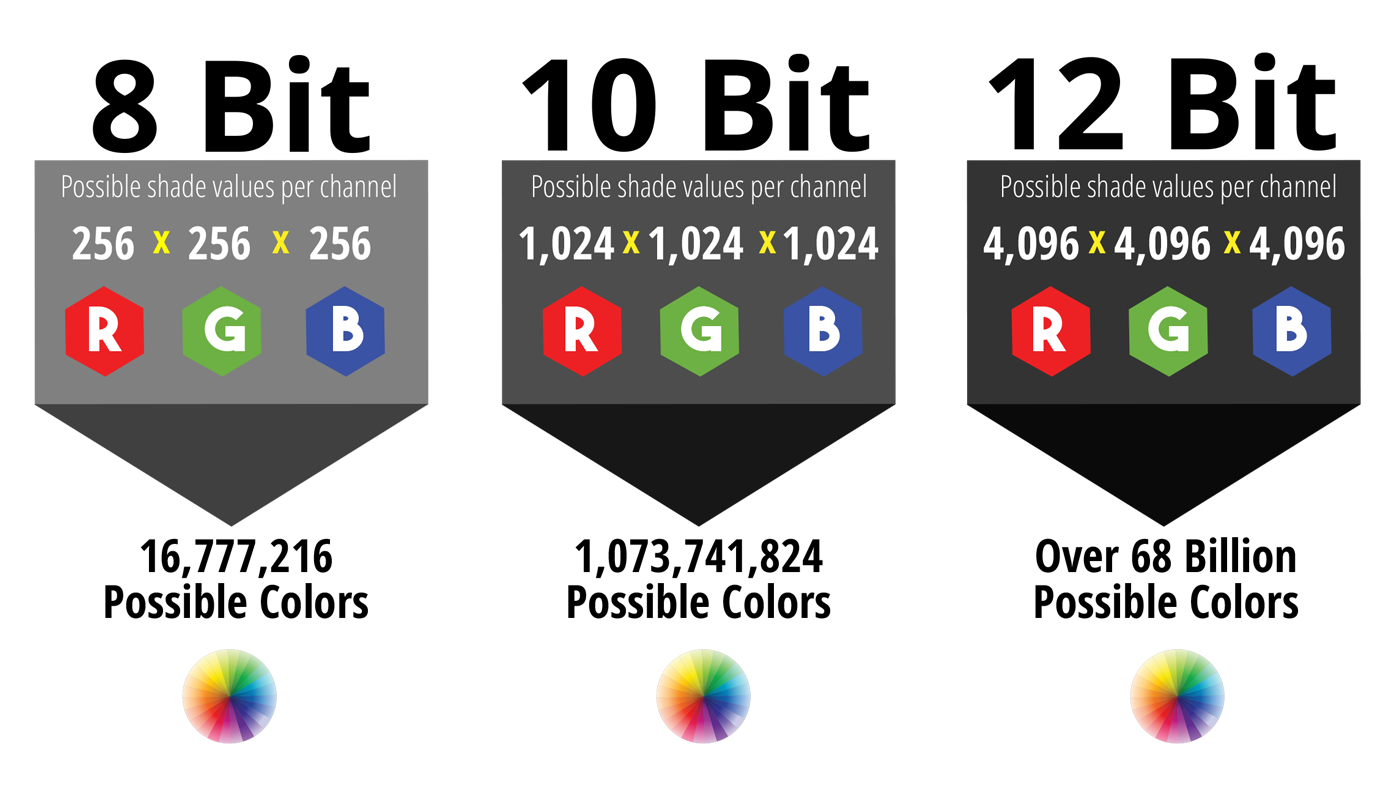 8 Bit
Possible shade values per channel
256 x 256 x 256
R G B
16,777,216
Possible Colors
10 Bit
Possible shade values per channel
1,024 x 1,024 x 1,024
R G B
1,073,741,824
Possible Colors
12 Bit
Possible shade values per channel
4,096 x 4,096 x 4,096
R G B
Over 68 Billion
Possible Colors